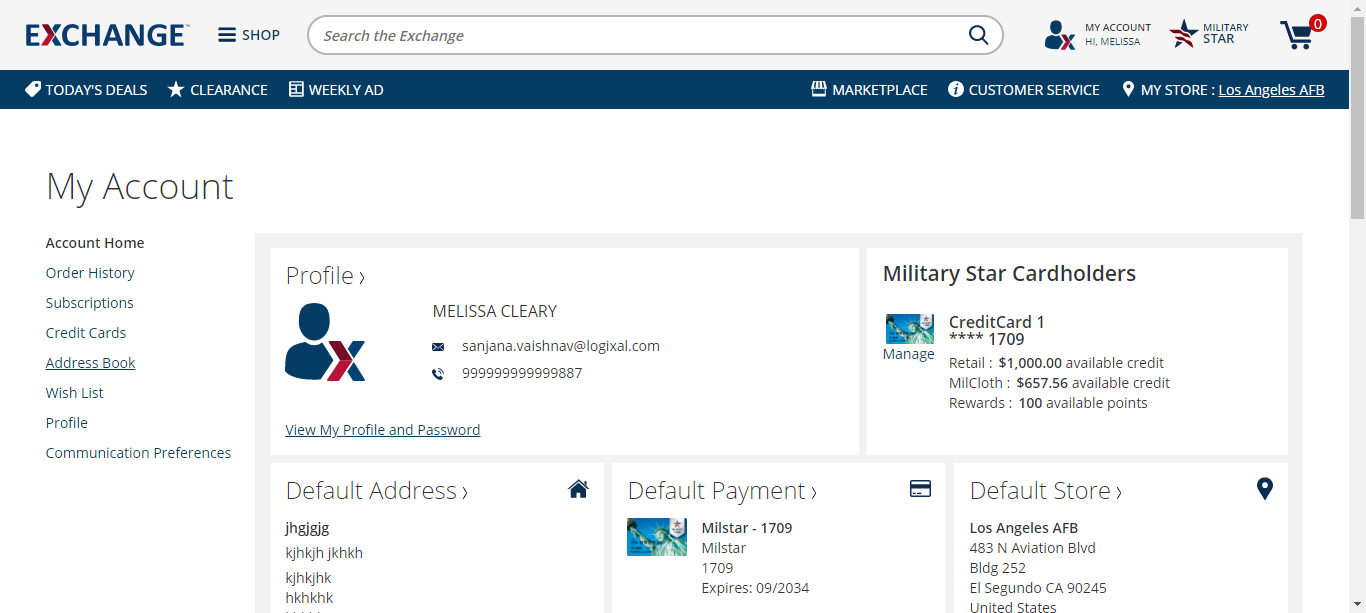 EXCHANGE
SHOP
Search the Exchange
MY ACCOUNT
HI, MELISSA
MILITARY
STAR
0
TODAY'S DEALS
CLEARANCE
WEEKLY AD
MARKETPLACE
CUSTOMER SERVICE
MY STORE : Los Angeles AFB
My Account
Account Home
Order History
Subscriptions
Credit Cards
Address Book
Wish List
Profile
Communication Preferences
Profile ›
MELISSA CLEARY
sanjana.vaishnav@logixal.com
999999999999887
View My Profile and Password
Military Star Cardholders
Manage
CreditCard 1
**** 1709
Retail : $1,000.00 available credit
MilCloth : $657.56 available credit
Rewards : 100 available points
Default Address ›
jhgjgjg
kjhkjh jkhkh
kjhkjhk
hkhkhk
Default Payment ›
Milstar - 1709
Milstar
1709
Expires: 09/2034
Default Store ›
Los Angeles AFB
483 N Aviation Blvd
Bldg 252
El Segundo CA 90245
United States